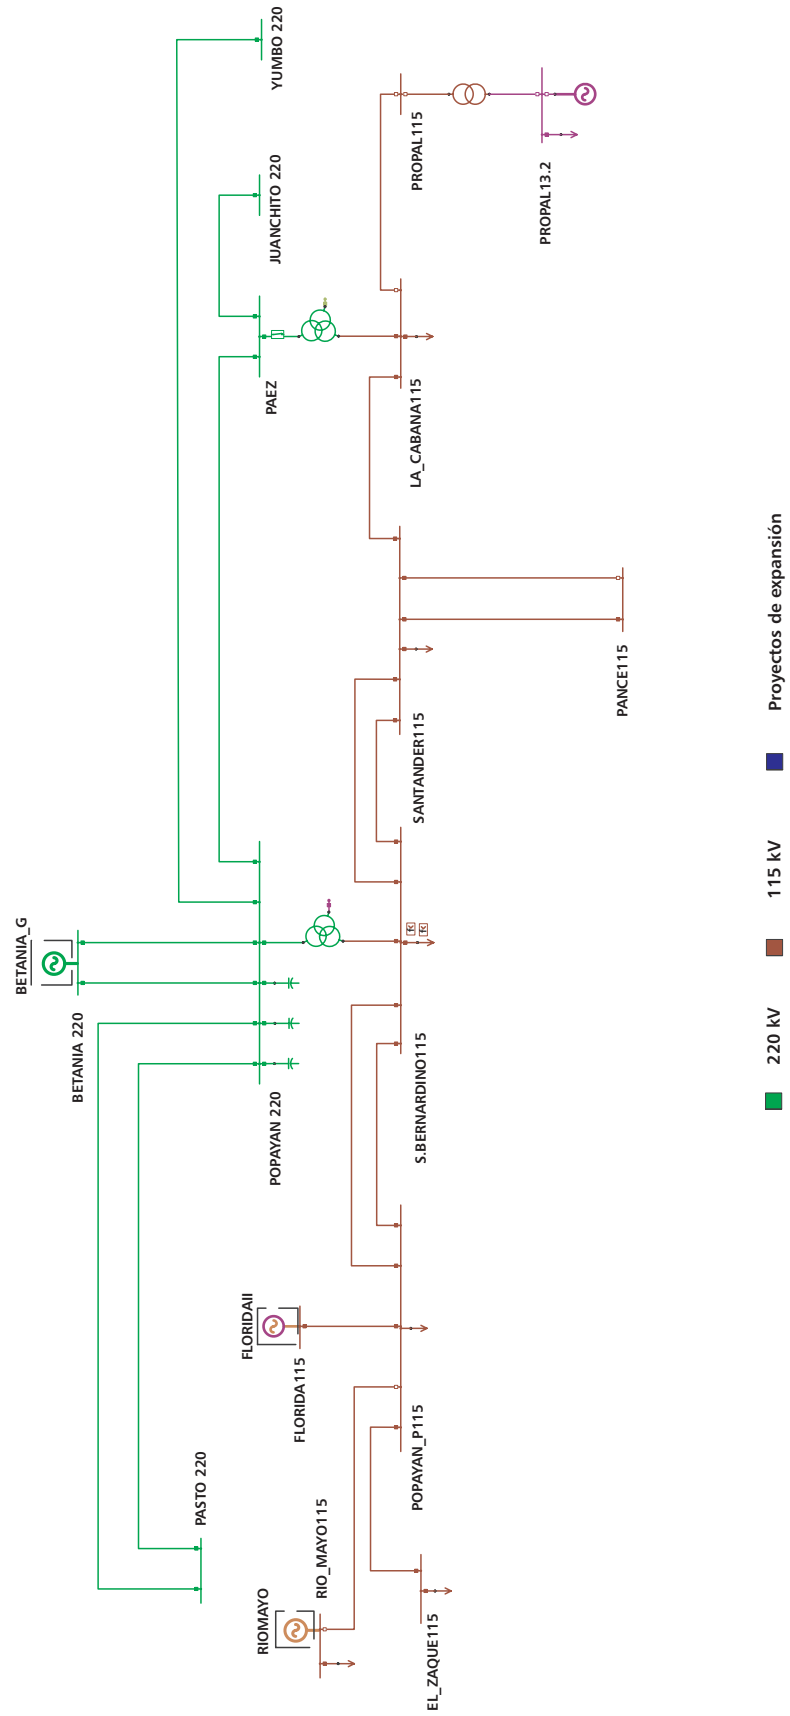 YUMBO 220
JUANCHITO 220
PROPAL115
PROPAL13.2
PAEZ
LA_CABANA115
PANCE115
SANTANDER115
BETANIA_G
BETANIA 220
POPAYAN 220
S.BERNARDINO115
FLORIDAII
FLORIDA115
POPAYAN_P115
PASTO 220
RIO_MAYO115
RIOMAYO
EL_ZAQUE115
220 kV
115 kV
Proyectos de expansión